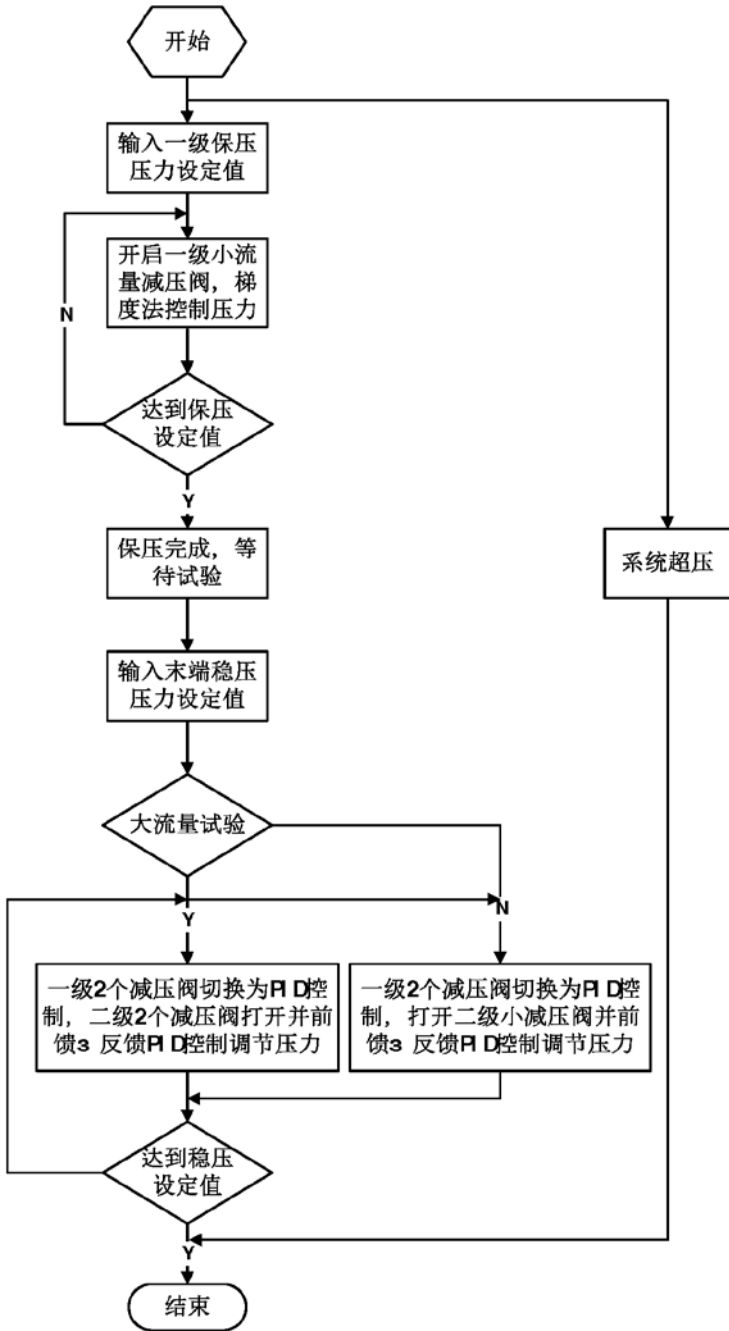 开始
输入一级保压
压力设定值
开启一级小流
量减压阀，梯
度法控制压力
N
达到保压
设定值
Y
保压完成，等
待试验
系统超压
输入末端稳压
压力设定值
大流量试验
Y
N
一级2个减压阀切换为PID控
制，二级2个减压阀打开并前
馈s 反馈PID控制调节压力
一级2个减压阀切换为PID控
制，打开二级小减压阀并前
馈s 反馈PID控制调节压力
达到稳压
设定值
Y
结束